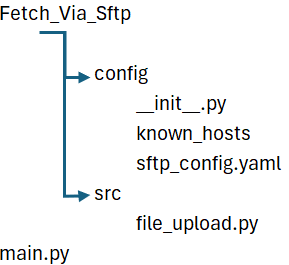 Fetch_Via_Sftp
config
__init__.py
known_hosts
sftp_config.yaml
src
file_upload.py
main.py